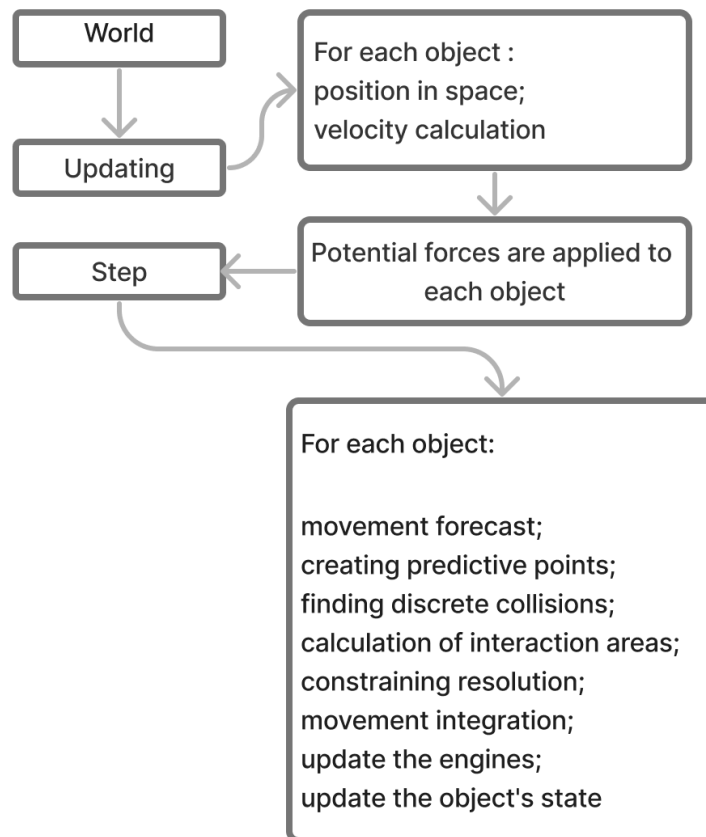 World
Updating
For each object :
position in space;
velocity calculation
Potential forces are applied to
each object
Step
For each object:
movement forecast;
creating predictive points;
finding discrete collisions;
calculation of interaction areas;
constraining resolution;
movement integration;
update the engines;
update the object's state